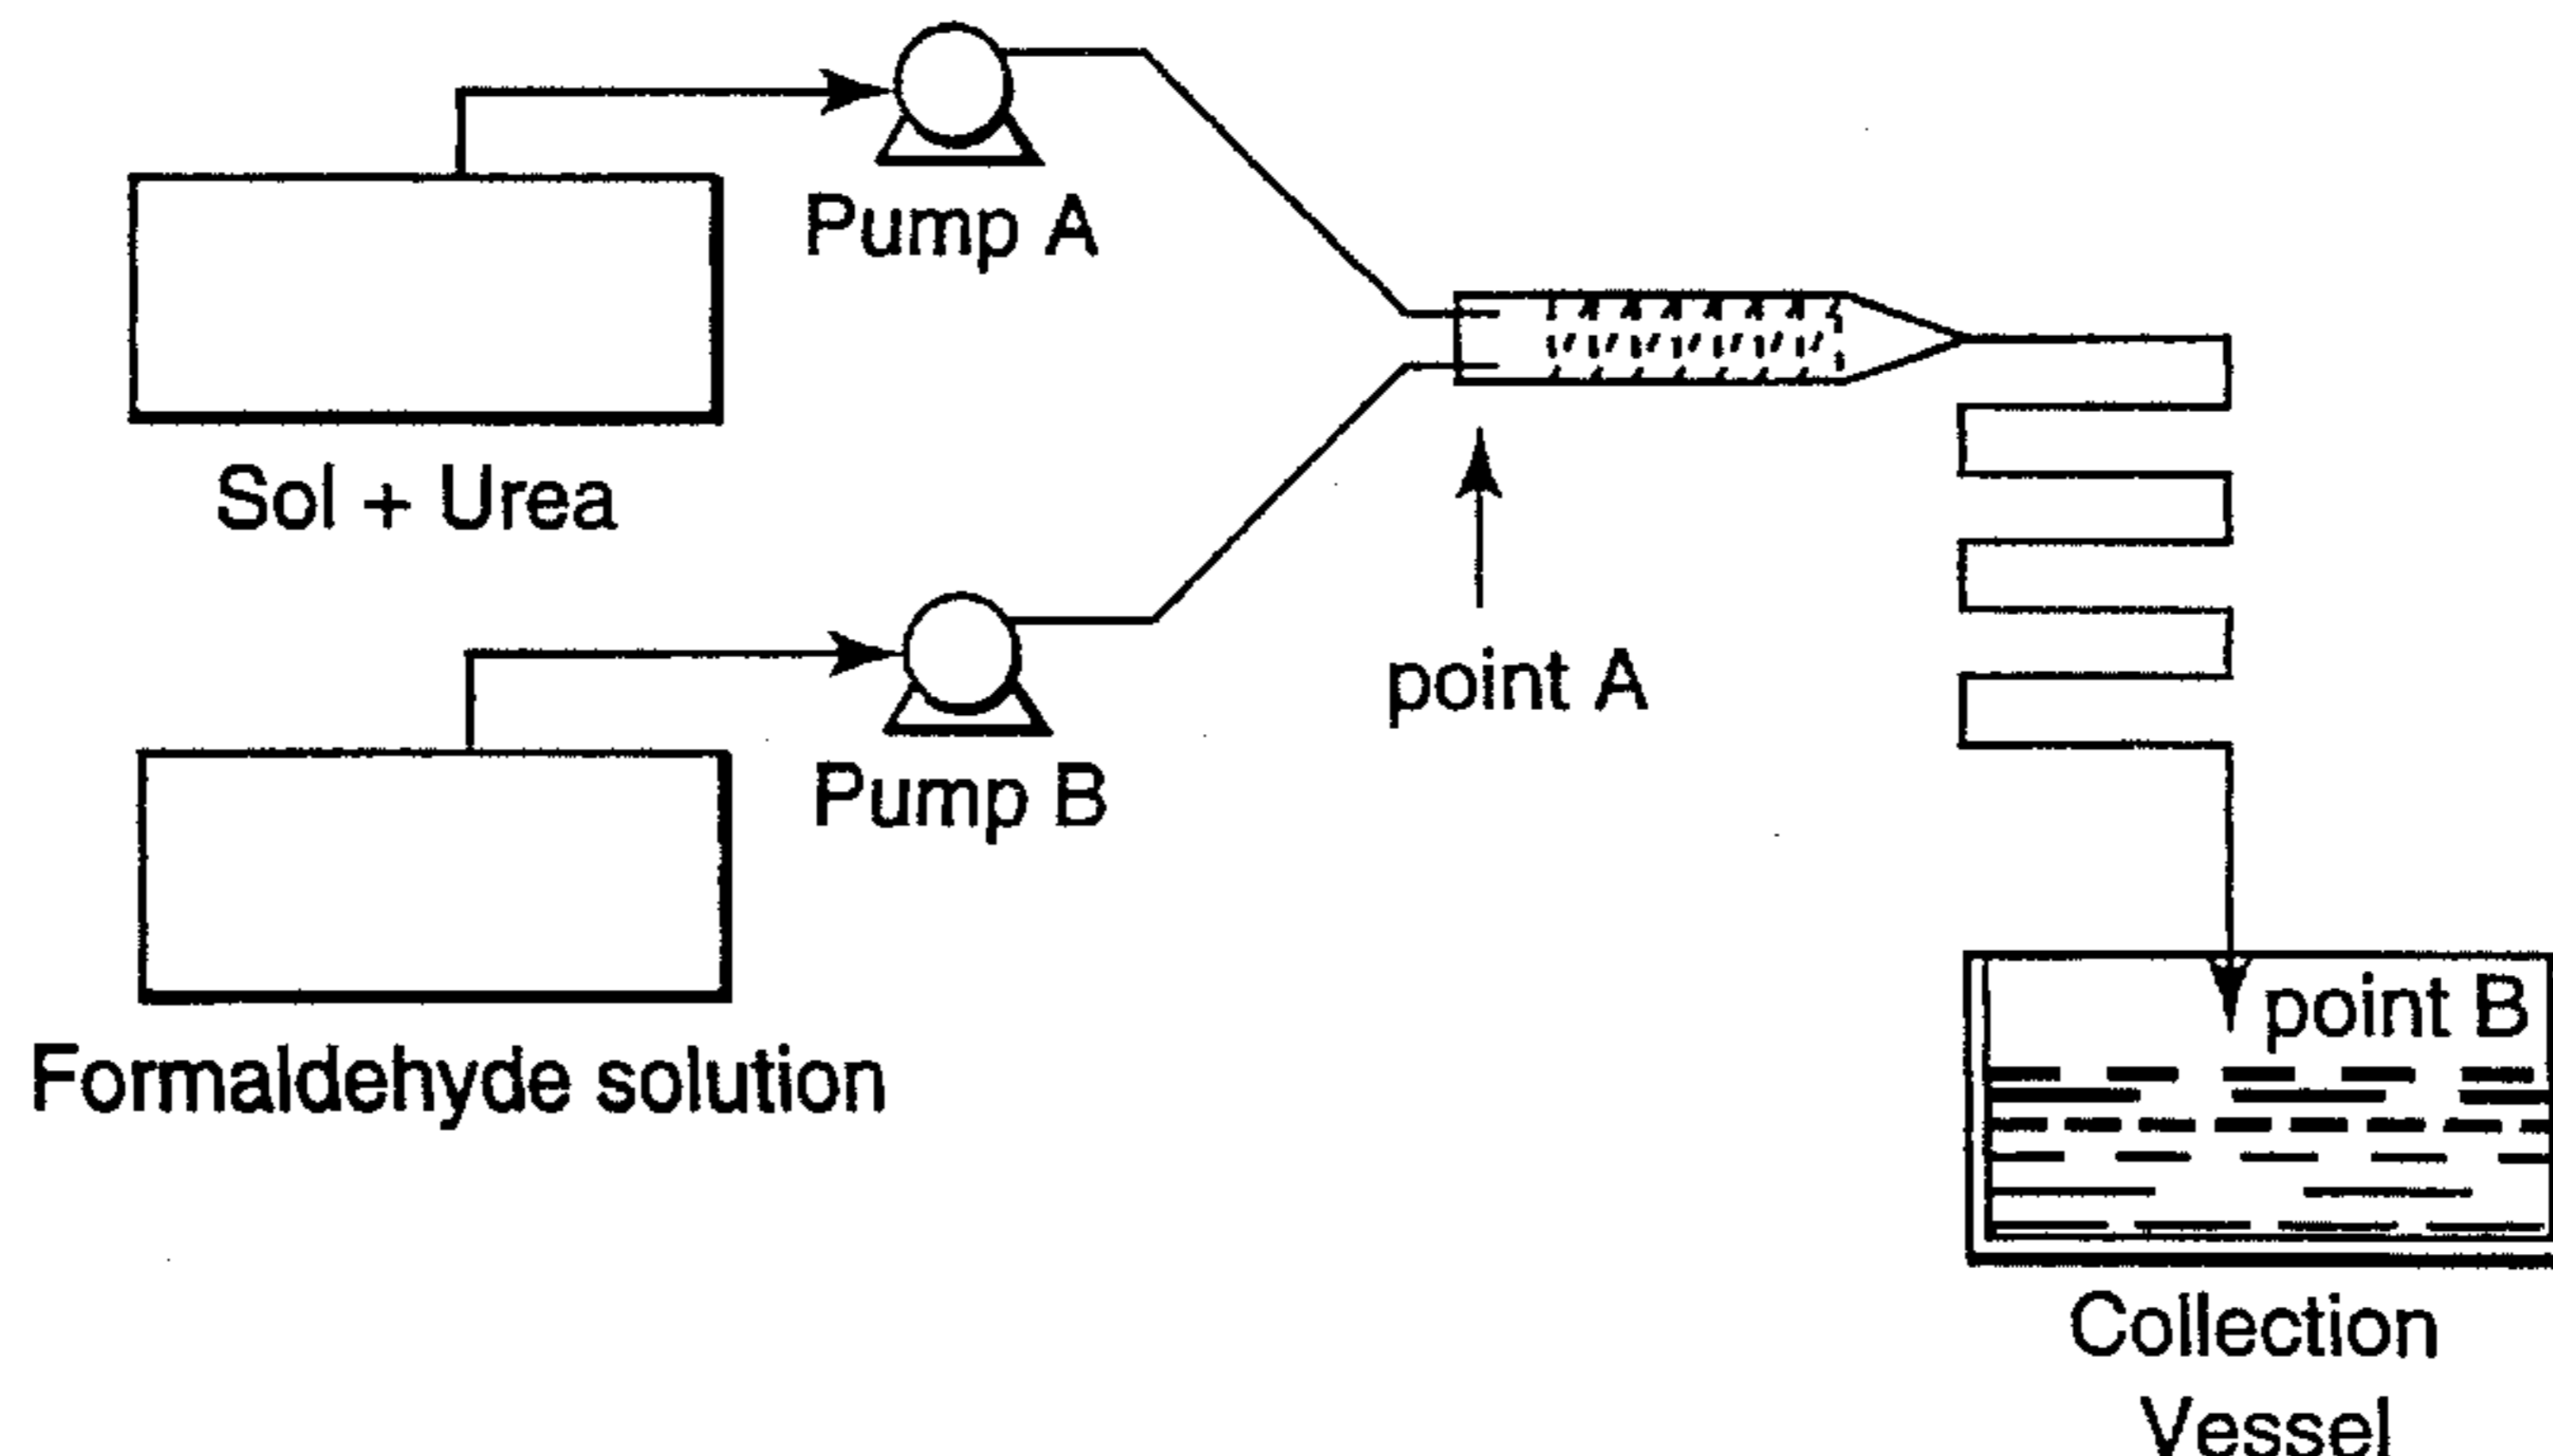 Pump A
Sol + Urea
point A
Pump B
point B
Formaldehyde solution
Collection
Vessel